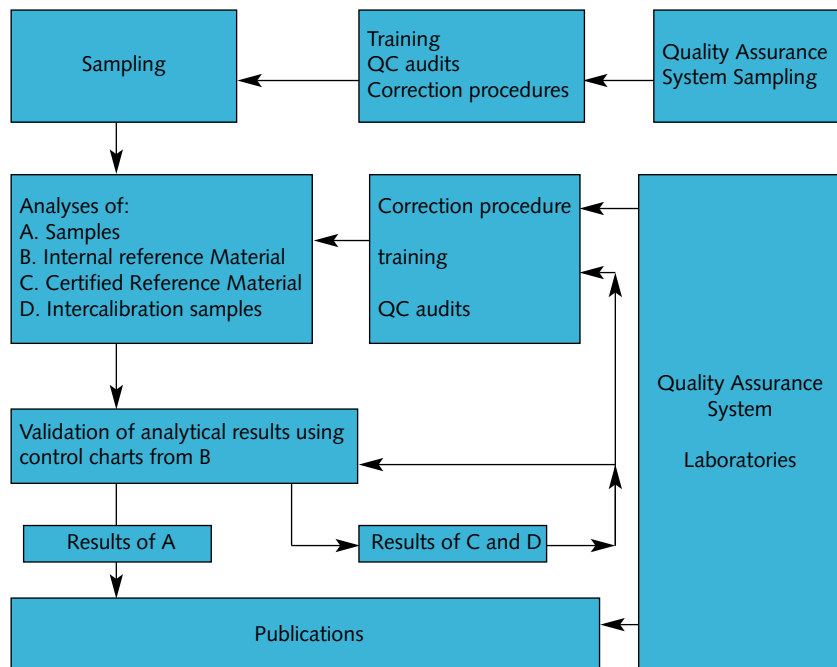 Sampling
Training
QC audits
Correction procedures
Quality Assurance
System Sampling
Analyses of:
A. Samples
B. Internal reference Material
C. Certified Reference Material
D. Intercalibration samples
Correction procedure
training
QC audits
Quality Assurance
System
Laboratories
Validation of analytical results using
control charts from B
Results of A
Results of C and D
Publications